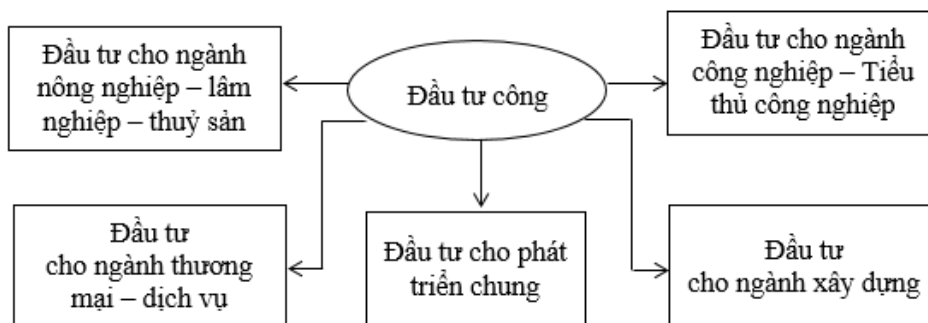 Đầu tư cho ngành
nông nghiệp – lâm
nghiệp – thuỷ sản
Đầu tư công
Đầu tư cho ngành
công nghiệp – Tiểu
thủ công nghiệp
Đầu tư
cho ngành thương
mại – dịch vụ
Đầu tư cho phát
triển chung
Đầu tư
cho ngành xây dựng